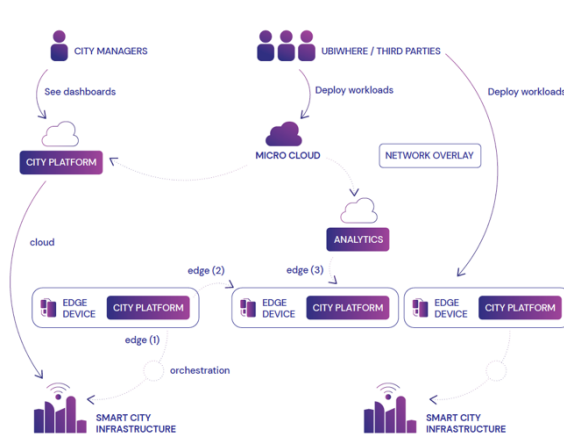 CITY MANAGERS
UBIWHERE / THIRD PARTIES
See dashboards
Deploy workloads
Deploy workloads
MICRO CLOUD
NETWORK OVERLAY
CITY PLATFORM
cloud
ANALYTICS
edge (2)
edge (3)
EDGE
DEVICE
CITY PLATFORM
EDGE
DEVICE
CITY PLATFORM
EDGE
DEVICE
CITY PLATFORM
edge (1)
orchestration
SMART CITY
INFRASTRUCTURE
SMART CITY
INFRASTRUCTURE